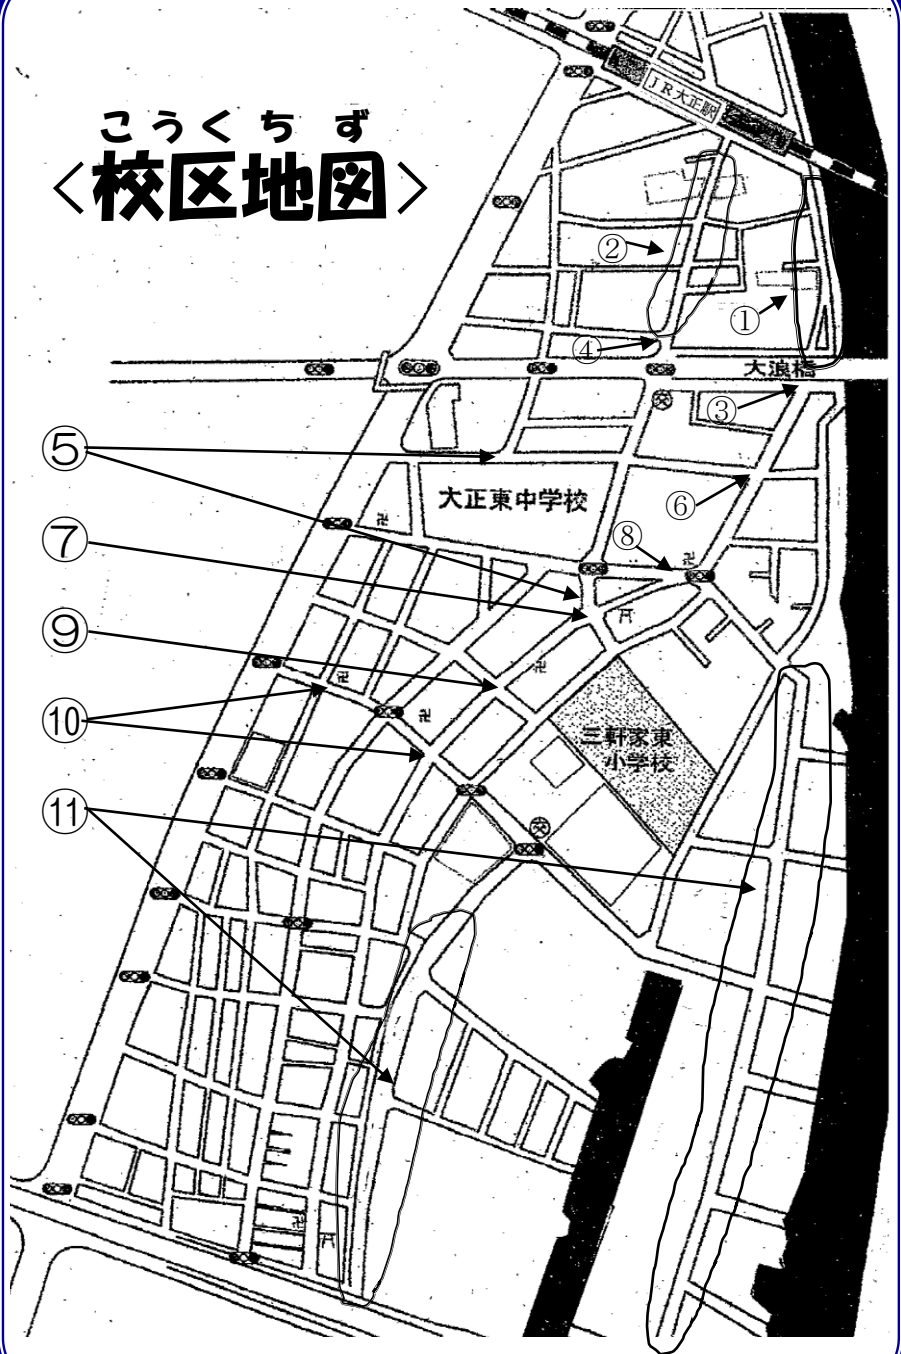 こうくちず
＜校区地図＞
JR大正駅
②
①
④
大浪橋
③
文
⑤
大正東中学校
⑥
⑧
⑦
⑨
三軒家東
小学校
⑩
⑪
文